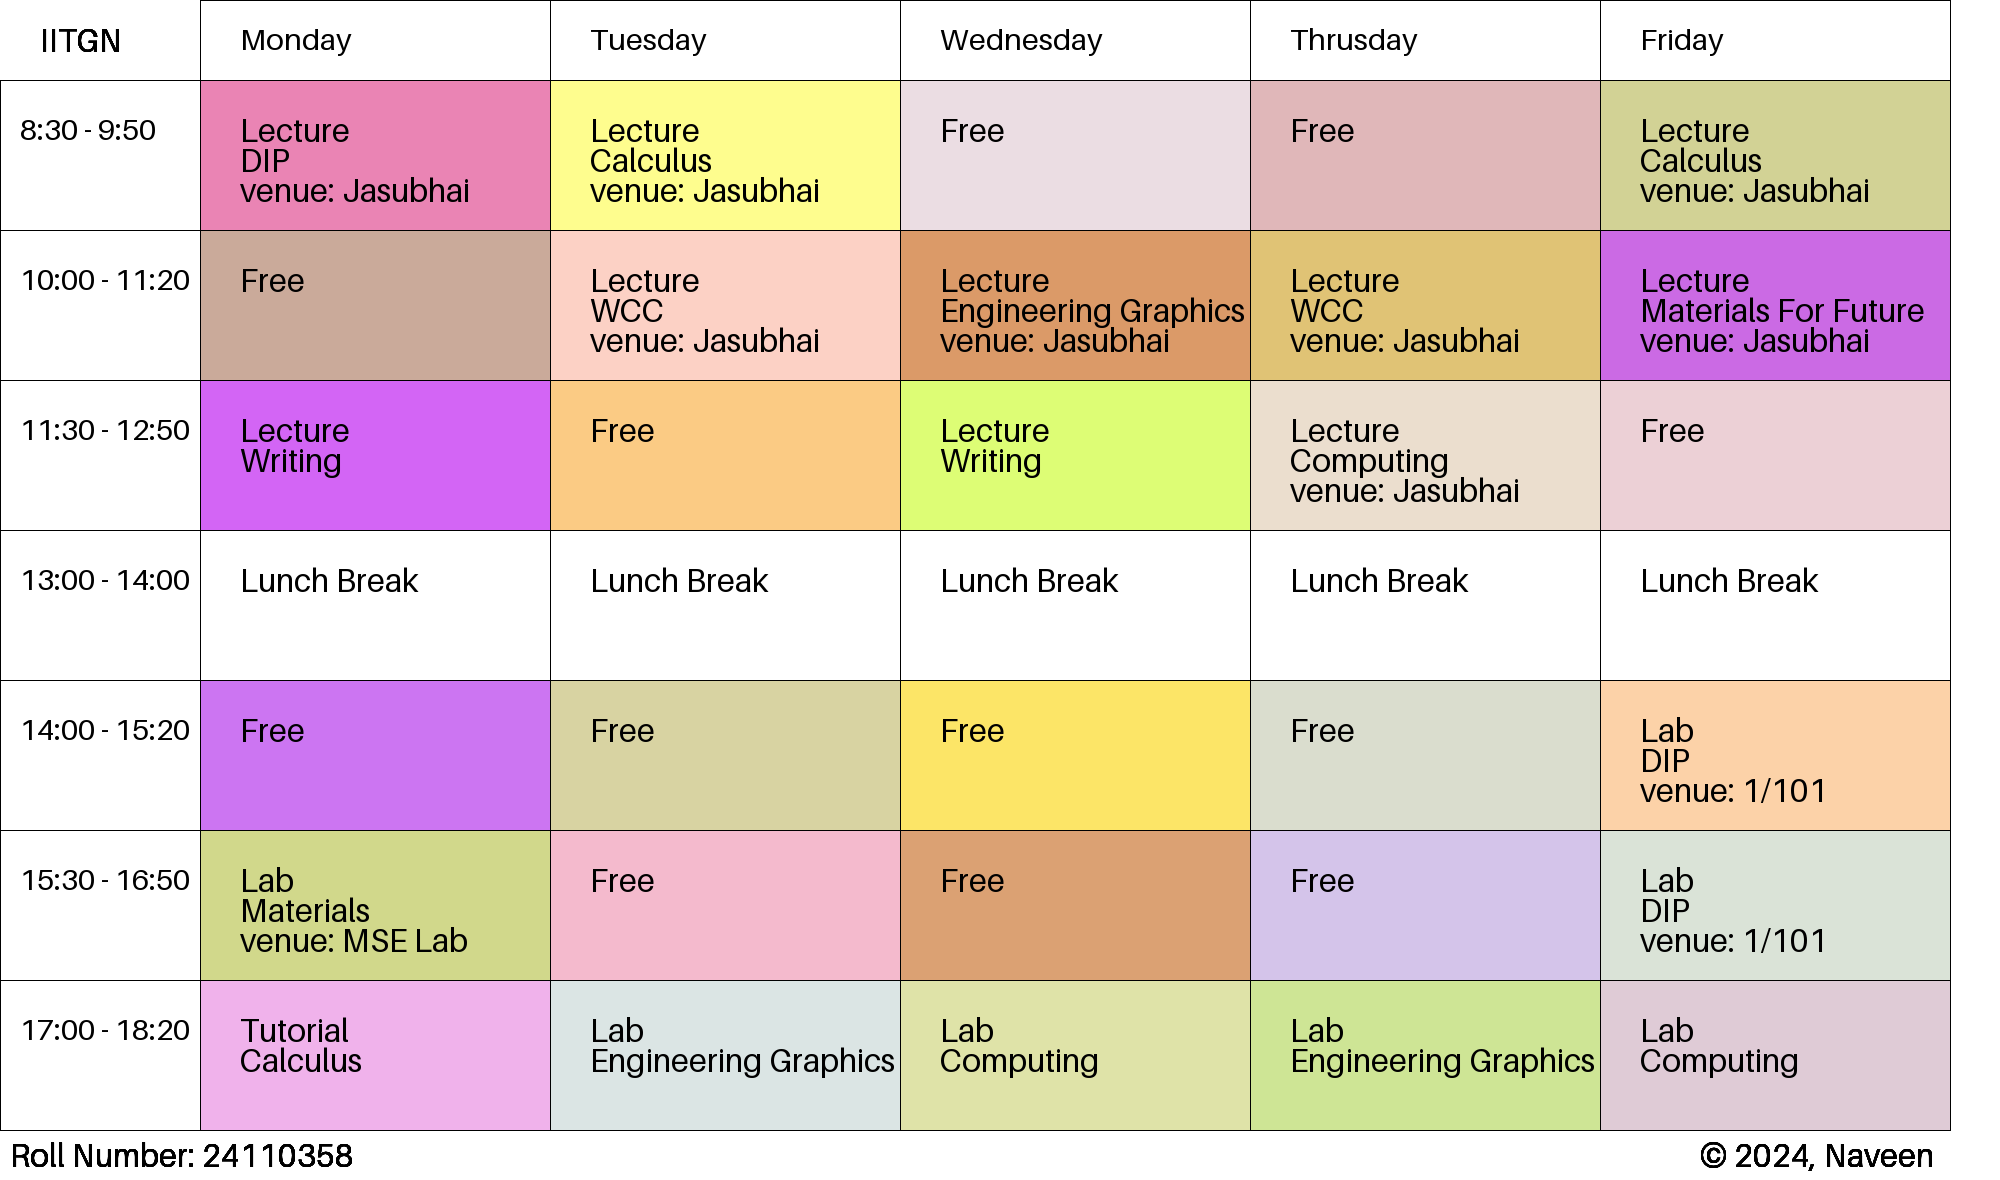 IITGN
Monday
Tuesday
Wednesday
Thrusday
Friday
8:30 - 9:50
Lecture
DIP
venue: Jasubhai
Lecture
Calculus
venue: Jasubhai
Free
Free
Lecture
Calculus
venue: Jasubhai
10:00 - 11:20
Free
Lecture
WCC
venue: Jasubhai
Lecture
Engineering Graphics
venue: Jasubhai
Lecture
WCC
venue: Jasubhai
Lecture
Materials For Future
venue: Jasubhai
11:30 - 12:50
Lecture
Writing
Free
Lecture
Writing
Lecture
Computing
venue: Jasubhai
Free
13:00 - 14:00
Lunch Break
Lunch Break
Lunch Break
Lunch Break
Lunch Break
14:00 - 15:20
Free
Free
Free
Free
Lab
DIP
venue: 1/101
15:30 - 16:50
Lab
Materials
venue: MSE Lab
Free
Free
Free
Lab
DIP
venue: 1/101
17:00 - 18:20
Tutorial
Calculus
Lab
Engineering Graphics
Lab
Computing
Lab
Engineering Graphics
Lab
Computing
Roll Number: 24110358
© 2024, Naveen